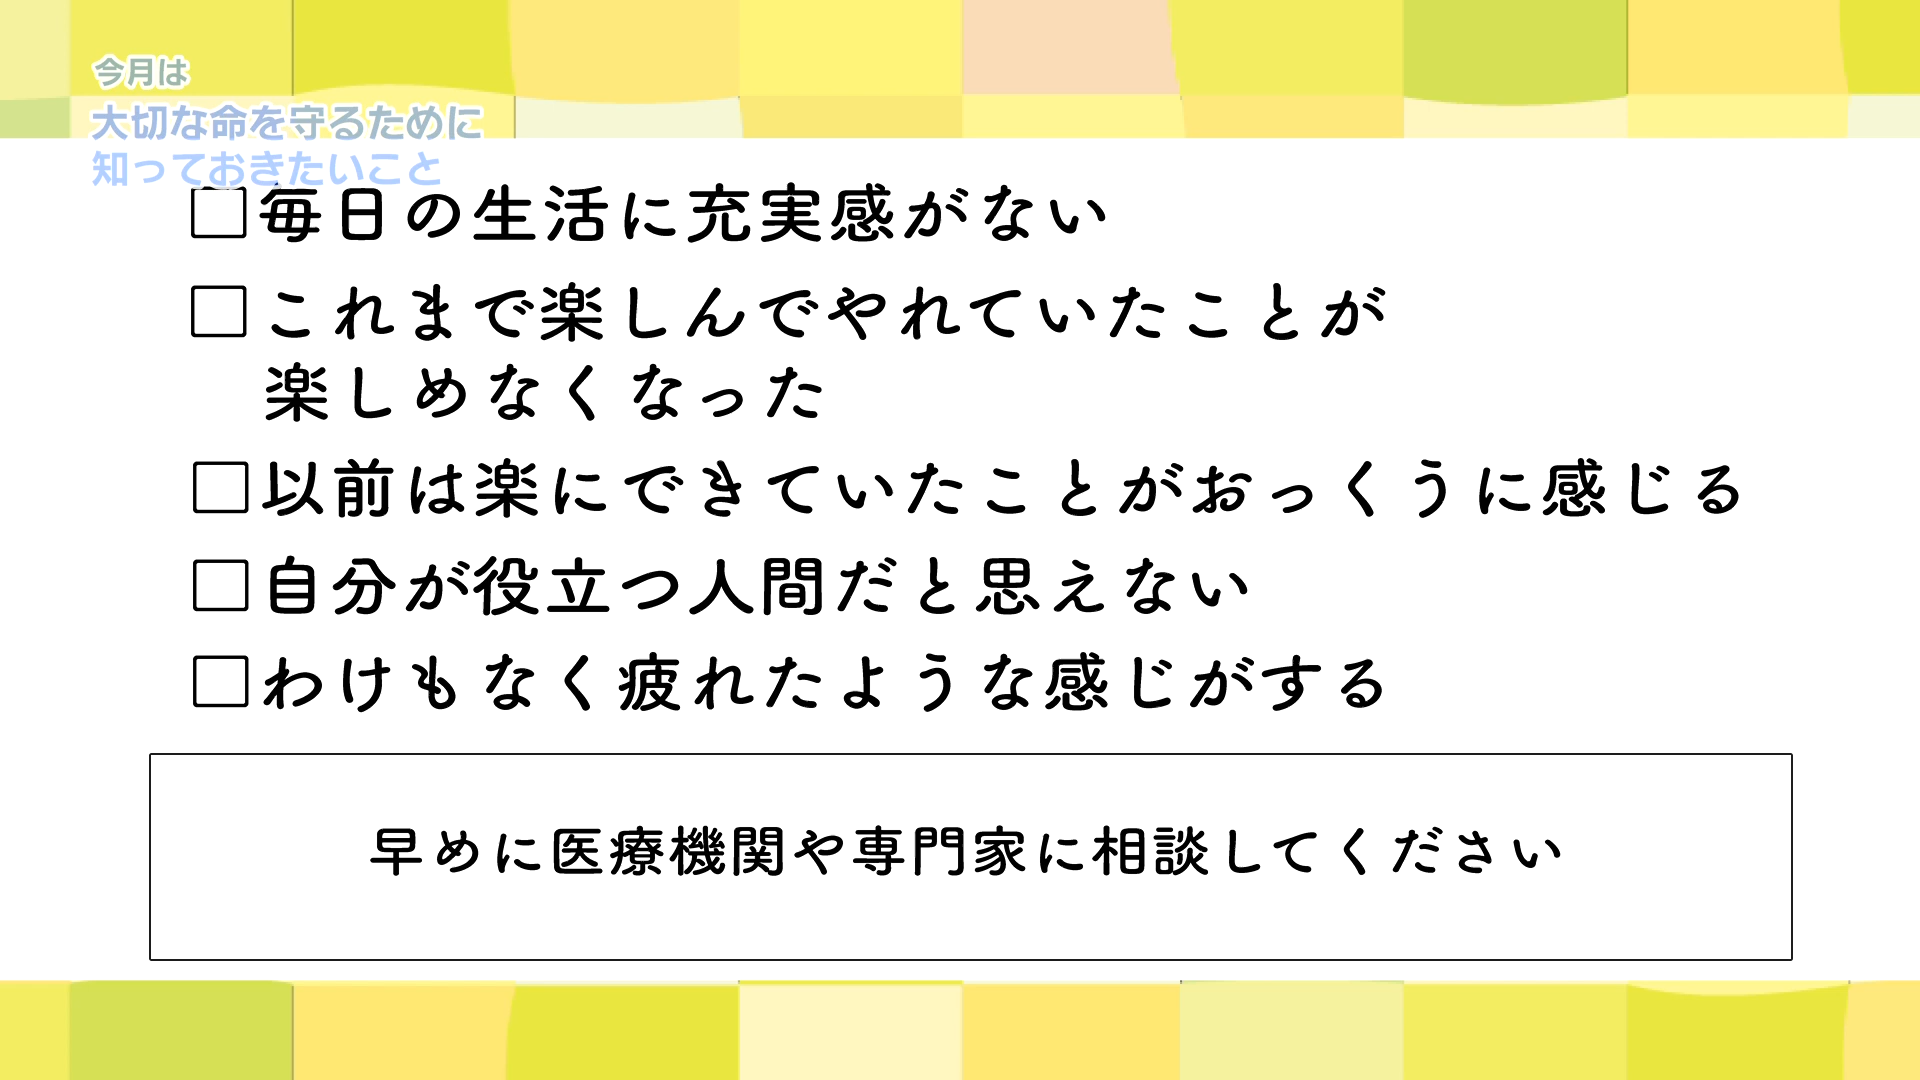 今月は
大切な命を守るために
知っておきたいこと
□毎日の生活に充実感がない
□これまで楽しんでやれていたことが
楽しめなくなった
□以前は楽にできていたことがおっくうに感じる
□自分が役立つ人間だと思えない
□わけもなく疲れたような感じがする
早めに医療機関や専門家に相談してください